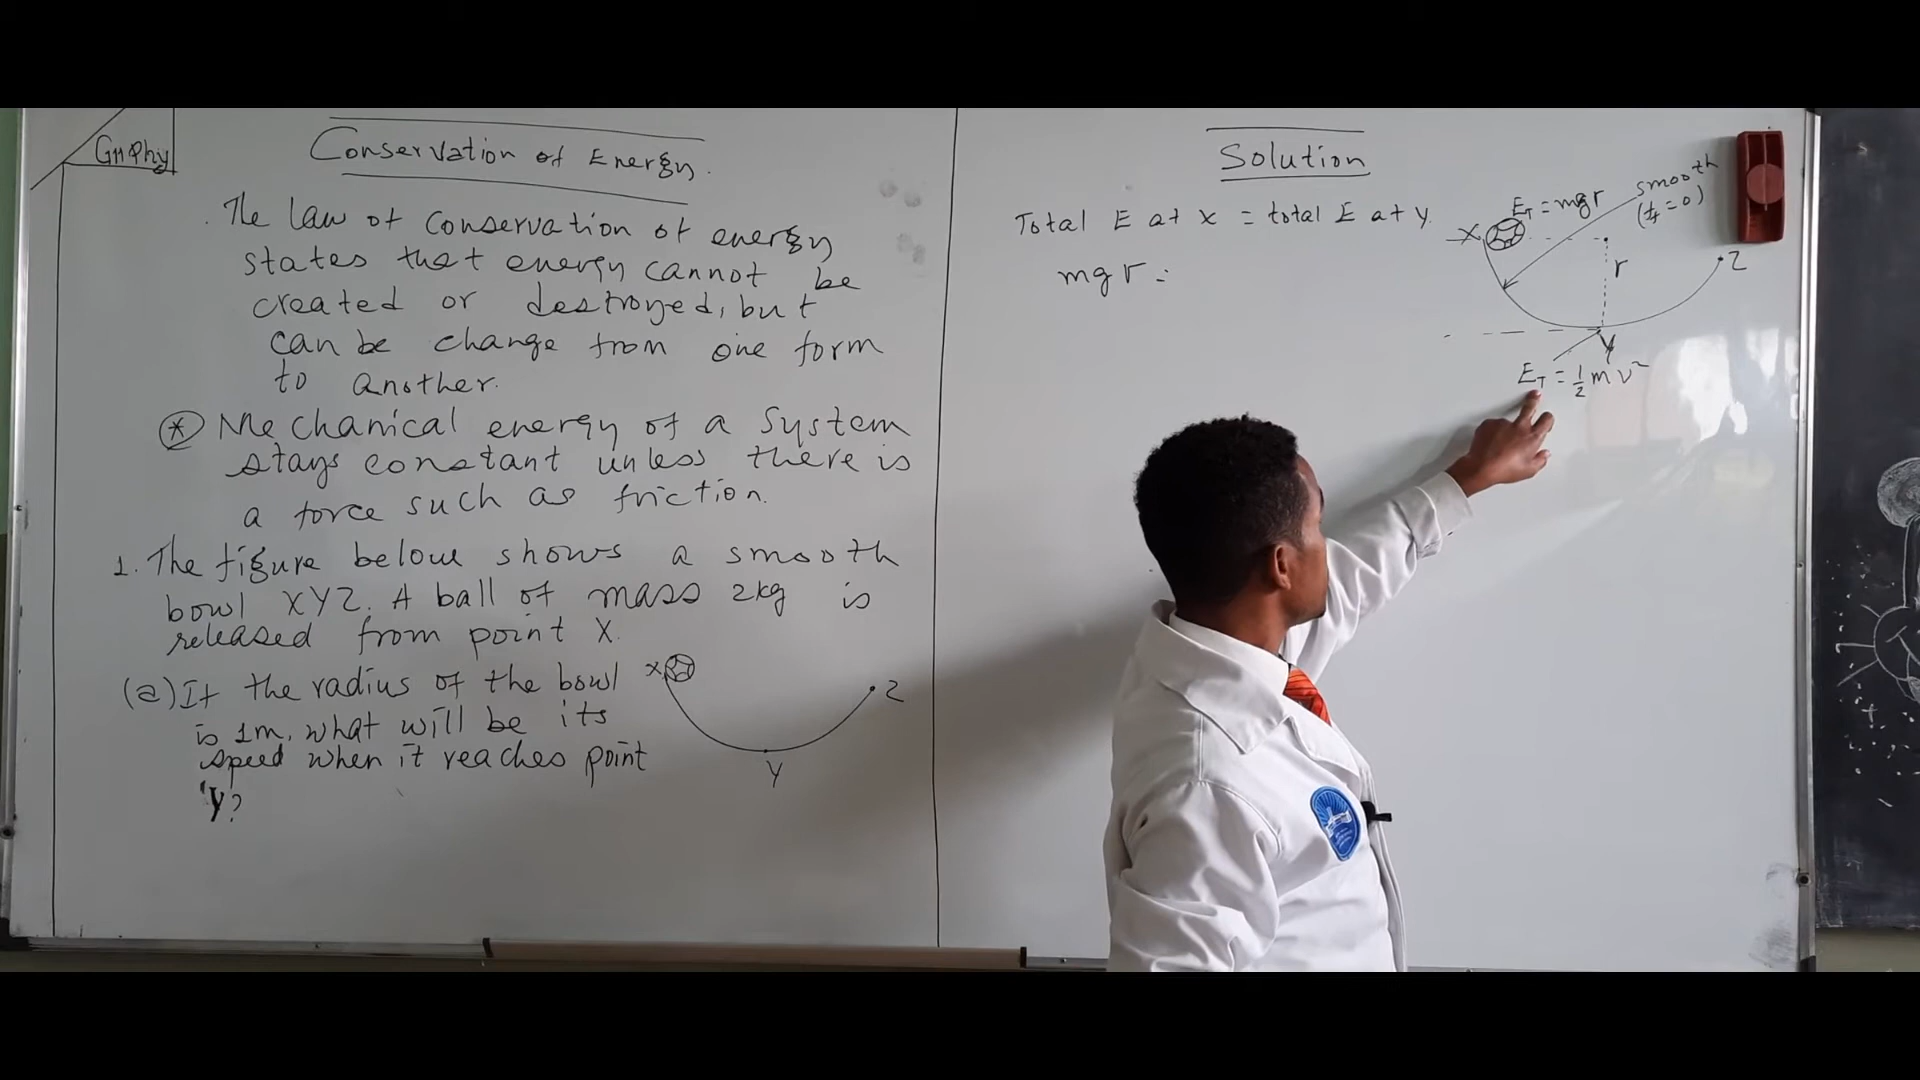 G11 Phy
Conservation of Energy.
The law of conservation of energy
states that energy cannot be
created or destroyed, but
can be change from one form
to another.
* Mechanical energy of a system
stays constant unless there is
a force such as friction.
1. The figure below shows a smooth
bowl XYZ. A ball of mass 2kg is
released from point X.
(a) If the radius of the bowl
is 1m, what will be its
speed when it reaches point
Y?
X
Z
Y
Solution
Total E at X = total E at Y.
mgr =
E_T = mgr
smooth
(f_f = 0)
X
Z
r
Y
E_T = ½mv²